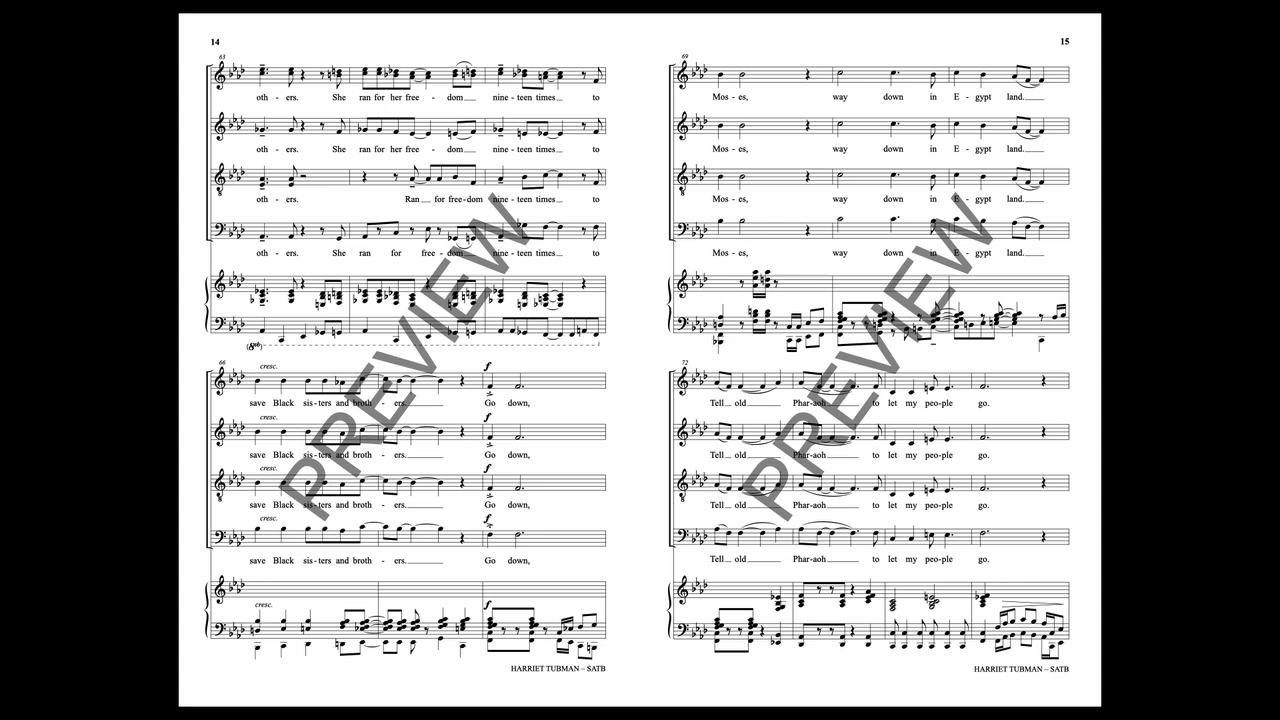 14
63
oth - ers. She ran for her free - dom nine - teen times to
oth - ers. She ran for her free - dom nine - teen times to
oth - ers. Ran for free - dom nine - teen times to
oth - ers. She ran for free - dom nine - teen times to
(8vb)
66
cresc. f
save Black sis - ters and broth - ers. Go down,
cresc. f
save Black sis - ters and broth - ers. Go down,
cresc. f
save Black sis - ters and broth - ers. Go down,
cresc. f
save Black sis - ters and broth - ers. Go down,
cresc. f
HARRIET TUBMAN – SATB
PREVIEW
15
69
Mos - es, way down in E - gypt land.
Mos - es, way down in E - gypt land.
Mos - es, way down in E - gypt land.
Mos - es, way down in E - gypt land.
72
Tell old Phar - aoh to let my peo - ple go.
Tell old Phar - aoh to let my peo - ple go.
Tell old Phar - aoh to let my peo - ple go.
Tell old Phar - aoh to let my peo - ple go.
HARRIET TUBMAN – SATB
PREVIEW